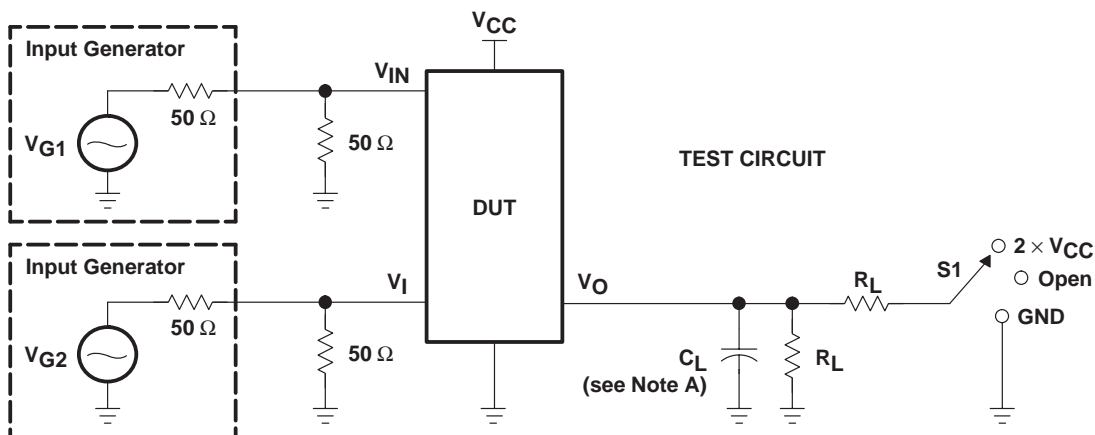 Input Generator
VG1
50 Ω
50 Ω
VIN
VCC
DUT
TEST CIRCUIT
Input Generator
VG2
50 Ω
50 Ω
VI
VO
CL
(see Note A)
RL
RL
S1
2 × VCC
Open
GND